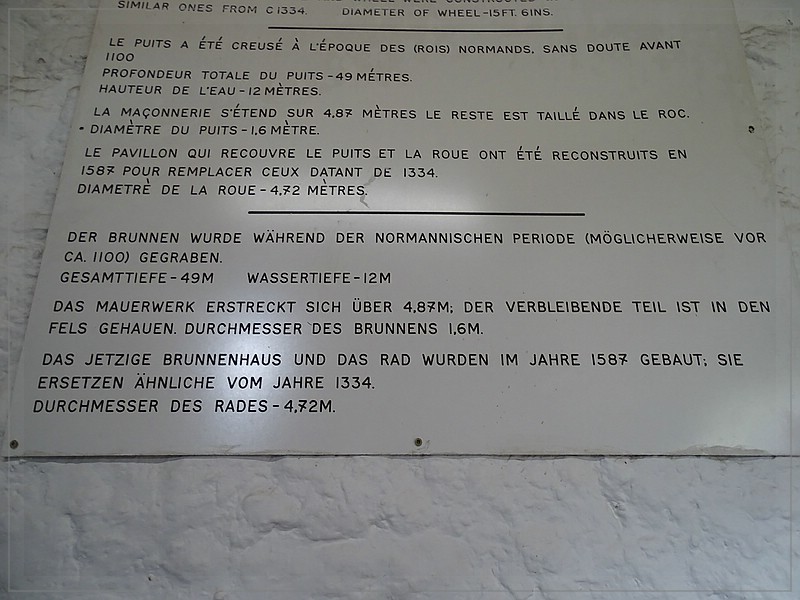 SIMILAR ONES FROM C1334. DIAMETER OF WHEEL-15FT. 6INS.
LE PUITS A ÉTÉ CREUSÉ À L'ÉPOQUE DES (ROIS) NORMANDS, SANS DOUTE AVANT
1100
PROFONDEUR TOTALE DU PUITS-49 MÉTRES.
HAUTEUR DE L'EAU-12 MÈTRES.
LA MAÇONNERIE S'ÉTEND SUR 4,87 MÈTRES LE RESTE EST TAILLÉ DANS LE ROC.
DIAMÈTRE DU PUITS-1,6 MÈTRE.
LE PAVILLON QUI RECOUVRE LE PUITS ET LA ROUE ONT ÉTÉ RECONSTRUITS EN
1587 POUR REMPLACER CEUX DATANT DE 1334.
DIAMETRÈ DE LA ROUE-4,72 MÈTRES.
DER BRUNNEN WURDE WÄHREND DER NORMANNISCHEN PERIODE (MÖGLICHERWEISE VOR
CA. 1100) GEGRABEN.
GESAMTTIEFE-49M WASSERTIEFE-12M
DAS MAUERWERK ERSTRECKT SICH ÜBER 4,87M; DER VERBLEIBENDE TEIL IST IN DEN
FELS GEHAUEN. DURCHMESSER DES BRUNNENS 1,6M.
DAS JETZIGE BRUNNENHAUS UND DAS RAD WURDEN IM JAHRE 1587 GEBAUT; SIE
ERSETZEN ÄHNLICHE VOM JAHRE 1334.
DURCHMESSER DES RADES-4,72M.